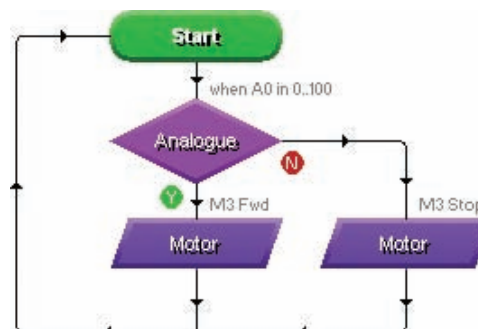 Start
when A0 in 0..100
Analogue
N
Y
M3 Fwd
M3 Stop
Motor
Motor